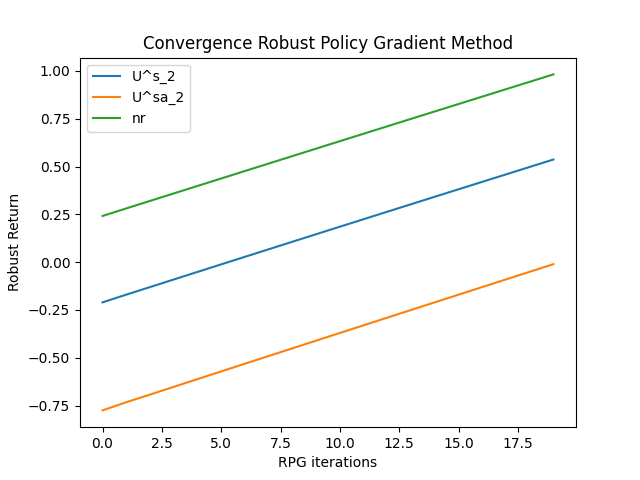 Convergence Robust Policy Gradient Method
U^s_2
U^sa_2
nr
1.00
0.75
0.50
0.25
0.00
−0.25
−0.50
−0.75
Robust Return
0.0 2.5 5.0 7.5 10.0 12.5 15.0 17.5
RPG iterations